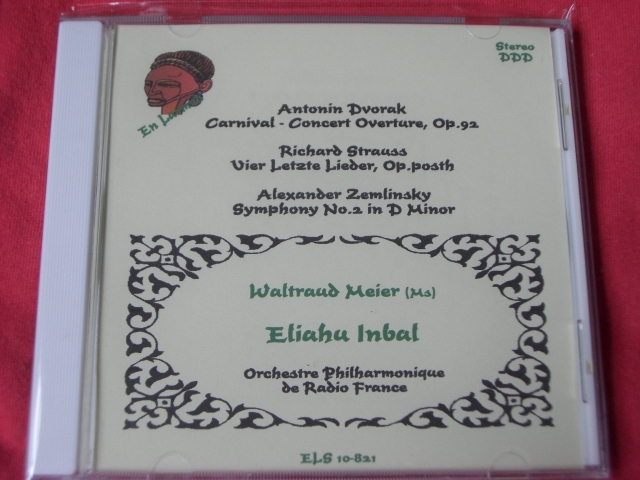 Stereo
DDD
En
Antonin Dvorak
Carnival - Concert Overture, Op.92
Richard Strauss
Vier Letzte Lieder, Op.posth
Alexander Zemlinsky
Symphony No.2 in D Minor
Waltraud Meier (Ms)
Eliahu Inbal
Orchestre Philharmonique
de Radio France
ELS 10-821